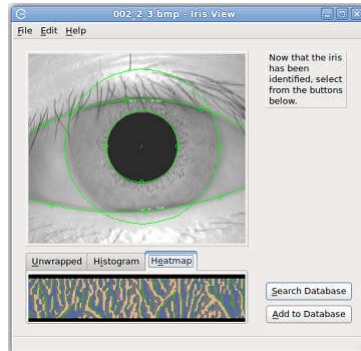 002_2_3.bmp - Iris View
File Edit Help
Now that the iris
has been
identified, select
from the buttons
below.
Unwrapped Histogram Heatmap
Search Database
Add to Database